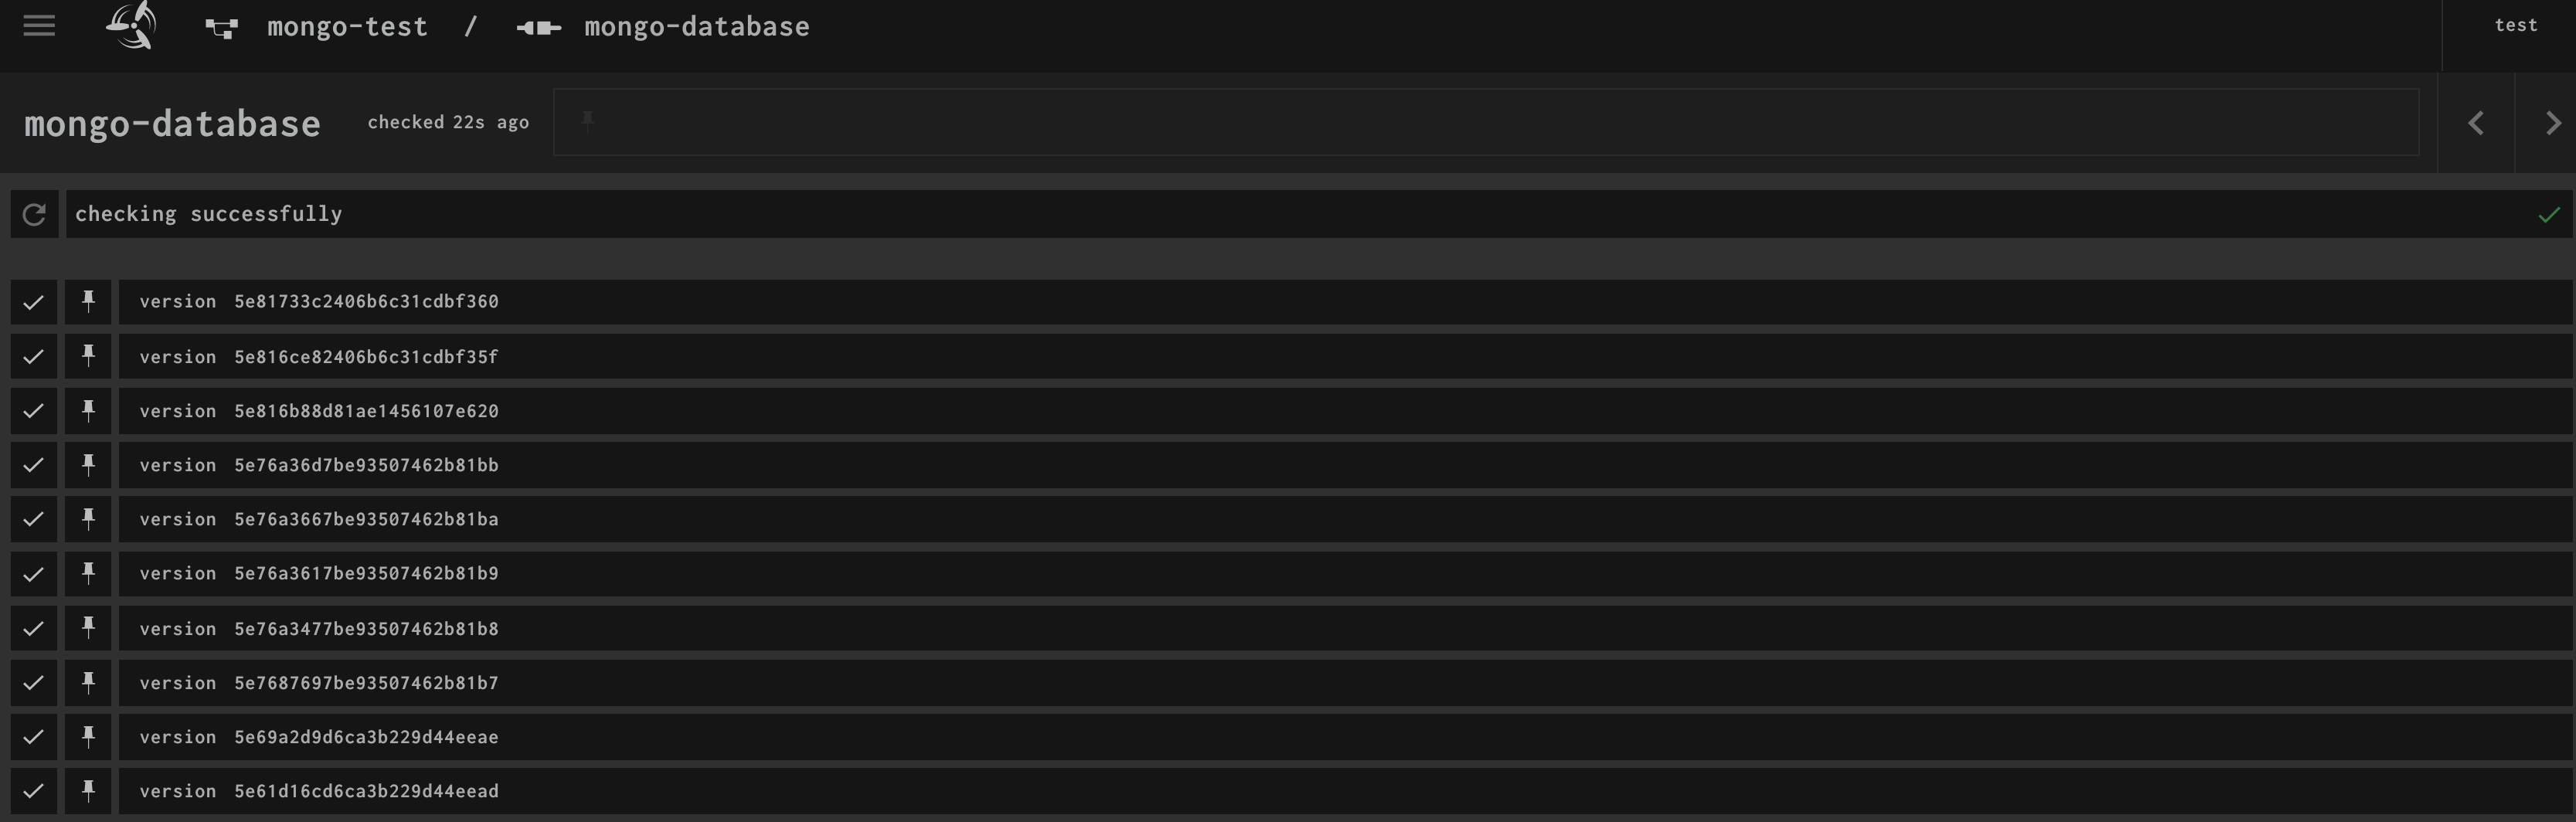 mongo-test / mongo-database
test
mongo-database checked 22s ago
checking successfully
version 5e81733c2406b6c31cdbf360
version 5e816ce82406b6c31cdbf35f
version 5e816b88d81ae1456107e620
version 5e76a36d7be93507462b81bb
version 5e76a3667be93507462b81ba
version 5e76a3617be93507462b81b9
version 5e76a3477be93507462b81b8
version 5e7687697be93507462b81b7
version 5e69a2d9d6ca3b229d44eeae
version 5e61d16cd6ca3b229d44eead